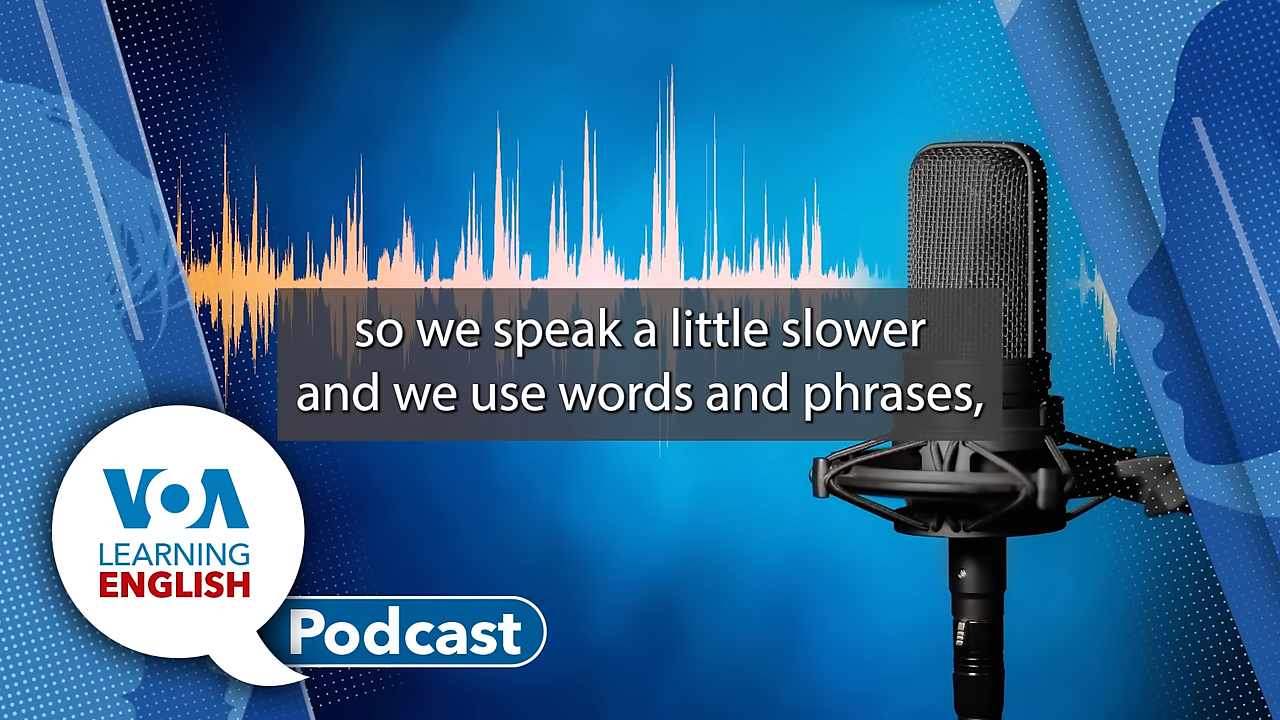 so we speak a little slower
and we use words and phrases,
VOA
LEARNING
ENGLISH
Podcast